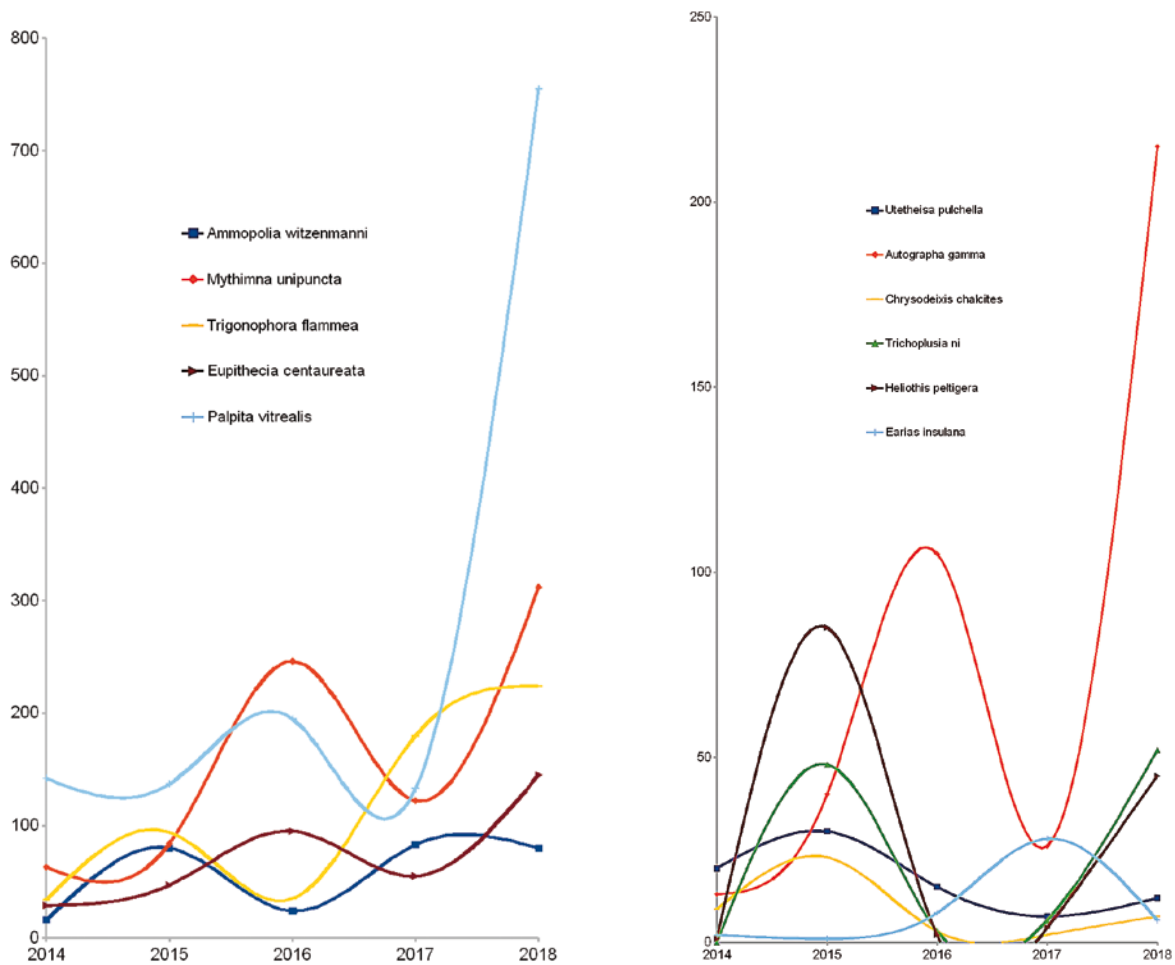 800
700
600
500
400
300
200
100
0
2014 2015 2016 2017 2018
Ammopolia witzenmanni
Mythimna unipuncta
Trigonophora flammea
Eupithecia centaureata
Palpita vitrealis
250
200
150
100
50
0
2014 2015 2016 2017 2018
Utetheisa pulchella
Autographa gamma
Chrysodeixis chalcites
Trichoplusia ni
Heliothis peltigera
Earias insulana